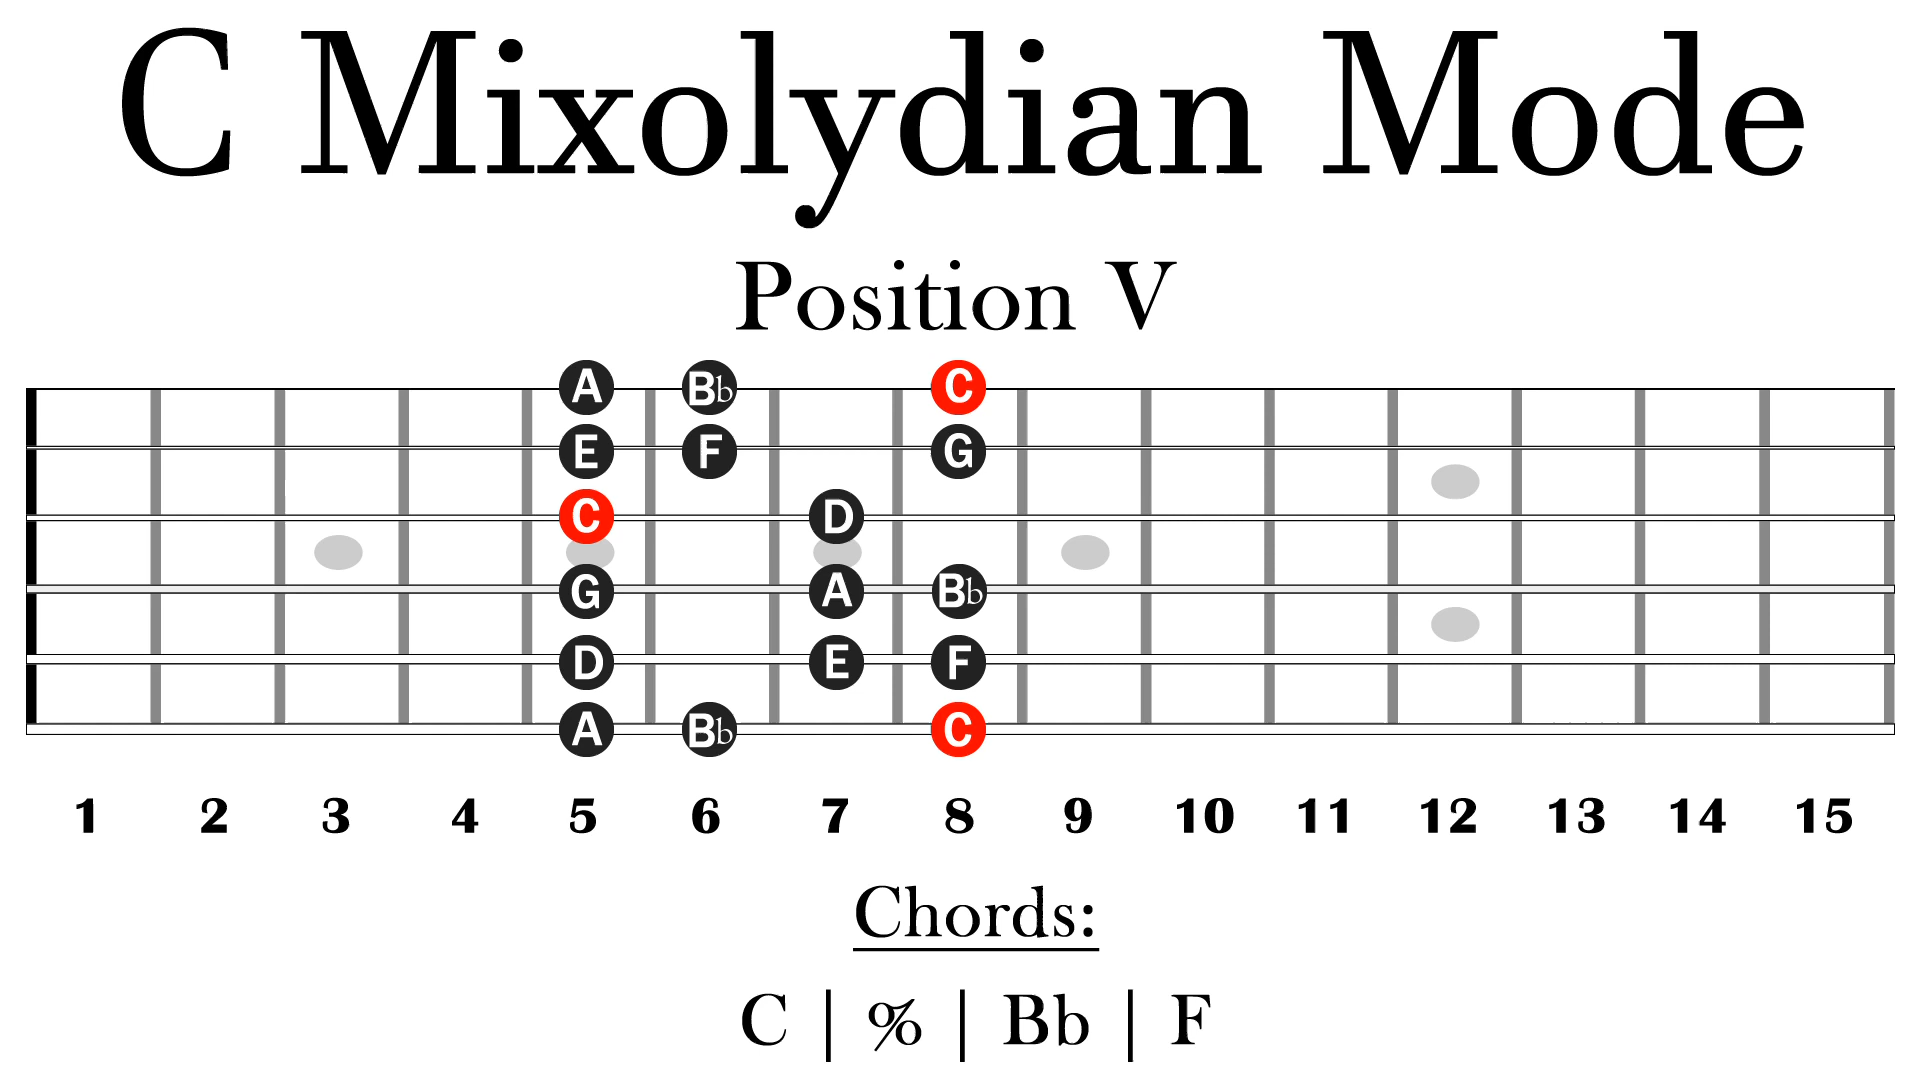 C Mixolydian Mode
Position V
A Bb C
E F G
C D
G A Bb
D E F
A Bb C
1 2 3 4 5 6 7 8 9 10 11 12 13 14 15
Chords:
C | % | Bb | F